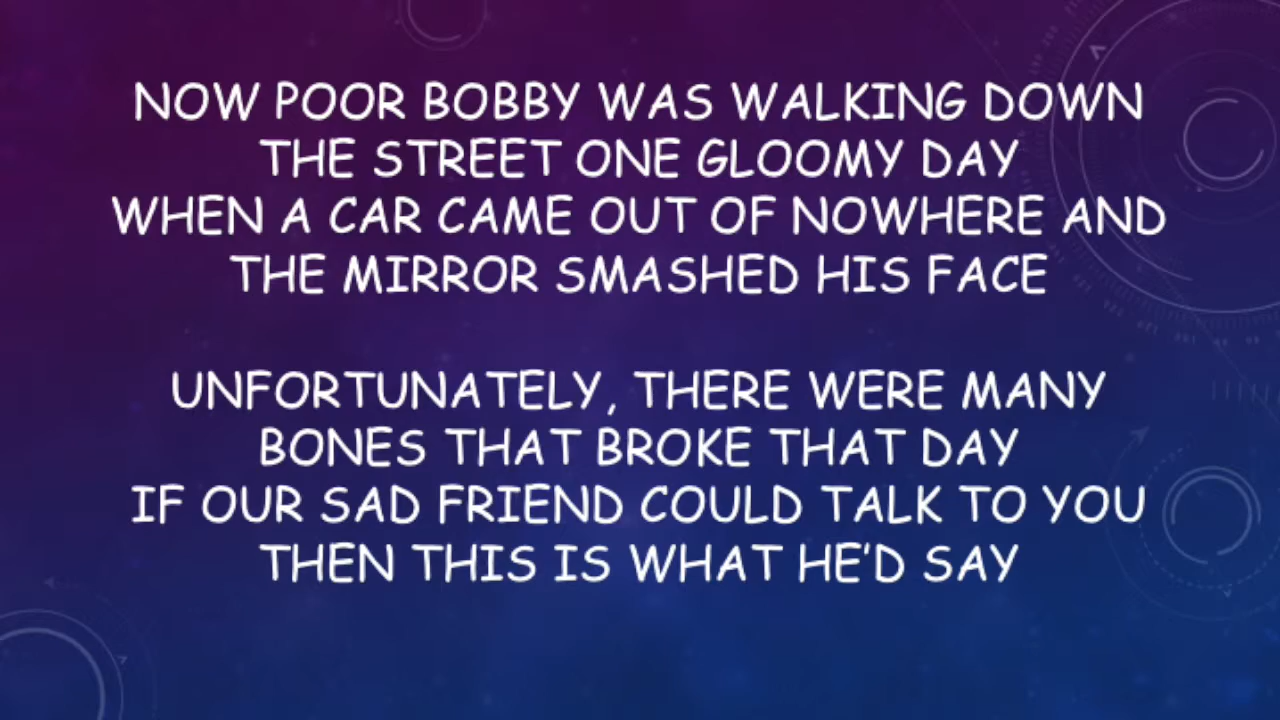 NOW POOR BOBBY WAS WALKING DOWN
THE STREET ONE GLOOMY DAY
WHEN A CAR CAME OUT OF NOWHERE AND
THE MIRROR SMASHED HIS FACE
UNFORTUNATELY, THERE WERE MANY
BONES THAT BROKE THAT DAY
IF OUR SAD FRIEND COULD TALK TO YOU
THEN THIS IS WHAT HE'D SAY